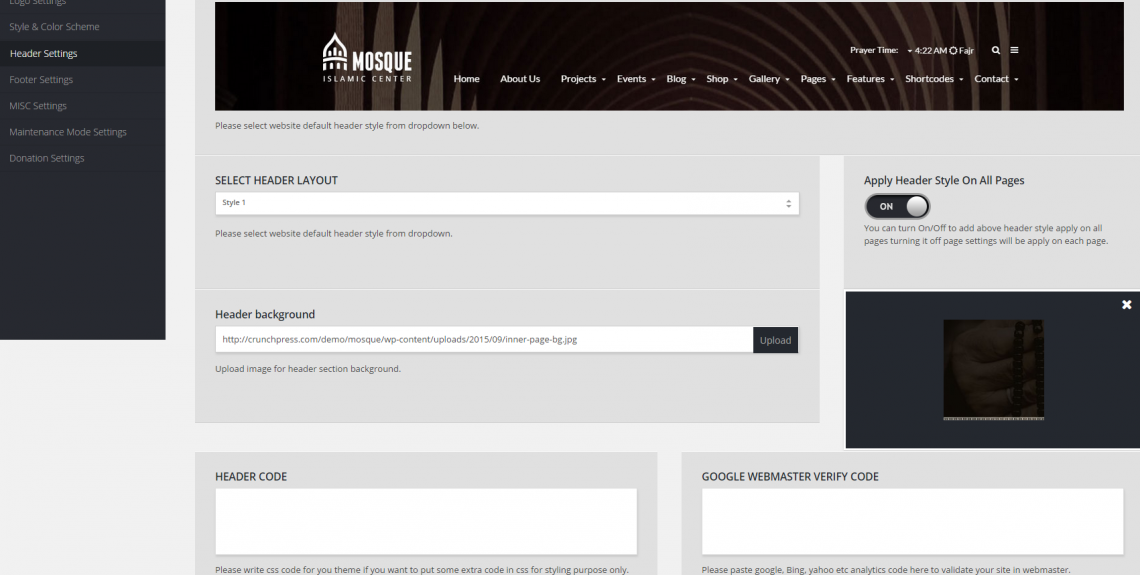 Logo Settings
Style & Color Scheme
Header Settings
Footer Settings
MISC Settings
Maintenance Mode Settings
Donation Settings
MOSQUE
ISLAMIC CENTER
Prayer Time: 4:22 AM Fajr
Home About Us Projects Events Blog Shop Gallery Pages Features Shortcodes Contact
Please select website default header style from dropdown below.
SELECT HEADER LAYOUT
Style 1
Please select website default header style from dropdown.
Apply Header Style On All Pages
ON
You can turn On/Off to add above header style apply on all
pages turning it off page settings will be apply on each page.
Header background
http://crunchpress.com/demo/mosque/wp-content/uploads/2015/09/inner-page-bg.jpg
Upload
Upload image for header section background.
HEADER CODE
Please write css code for you theme if you want to put some extra code in css for styling purpose only.
GOOGLE WEBMASTER VERIFY CODE
Please paste google, Bing, yahoo etc analytics code here to validate your site in webmaster.